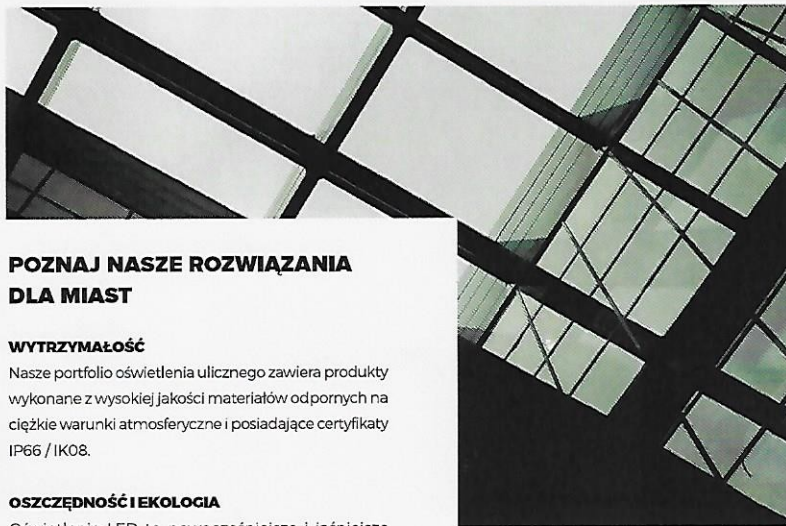 POZNAJ NASZE ROZWIĄZANIA
DLA MIAST
WYTRZYMAŁOŚĆ
Nasze portfolio oświetlenia ulicznego zawiera produkty
wykonane z wysokiej jakości materiałów odpornych na
ciężkie warunki atmosferyczne i posiadające certyfikaty
IP66 / IK08.
OSZCZĘDNOŚĆ I EKOLOGIA